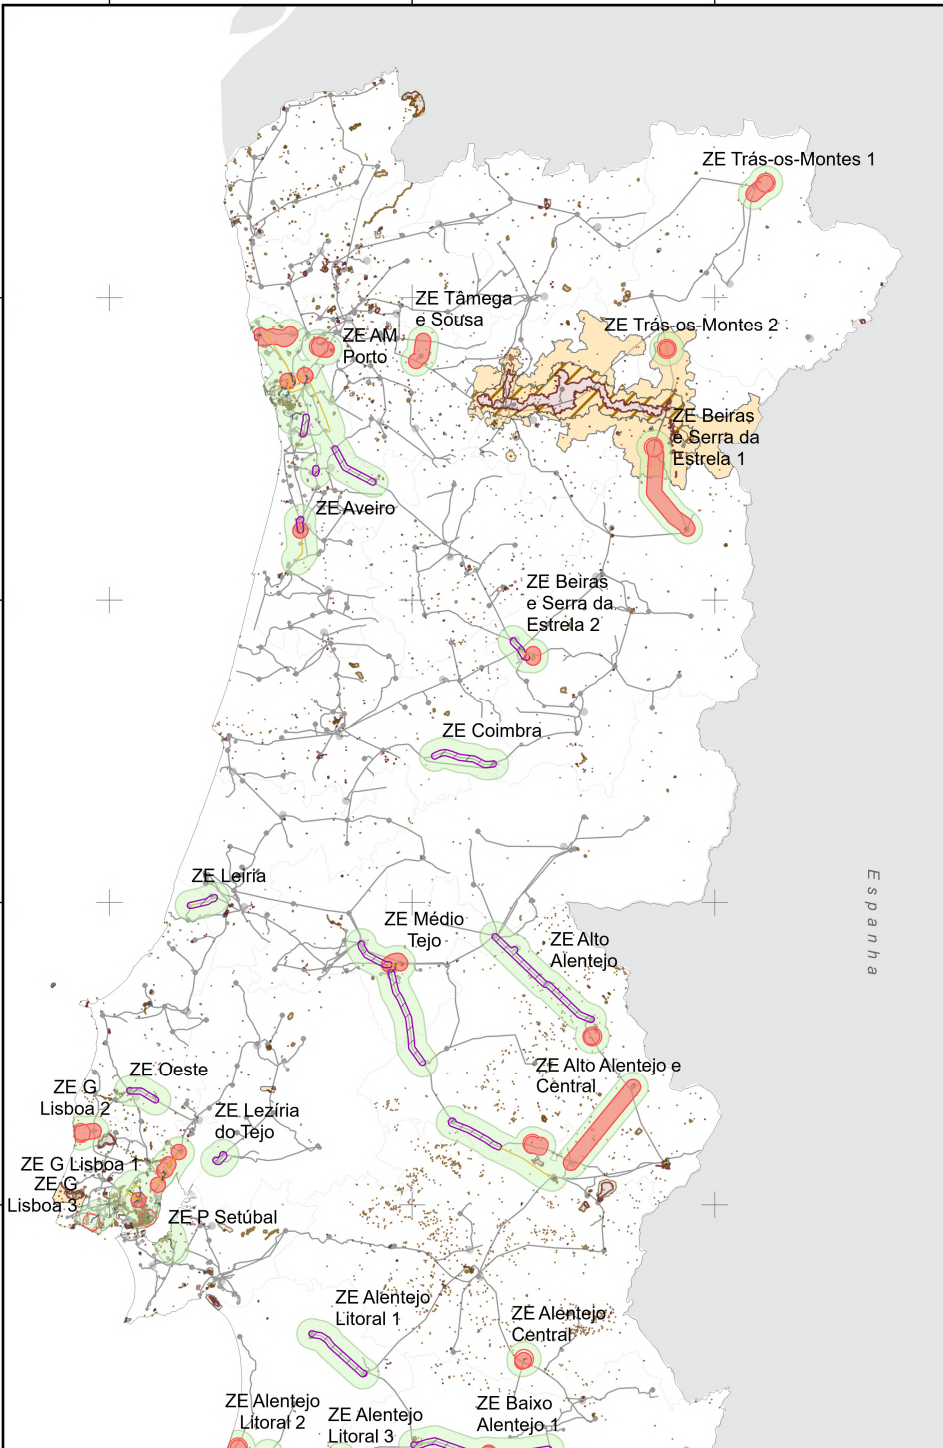 ZE Trás-os-Montes 1
ZE Tâmega
e Sousa
ZE Trás-os-Montes 2
ZE AM
Porto
ZE Beiras
e Serra da
Estrela 1
ZE Aveiro
ZE Beiras
e Serra da
Estrela 2
ZE Coimbra
ZE Leiria
Espanha
ZE Médio
Tejo
ZE Alto
Alentejo
ZE Oeste
ZE Alto Alentejo e
Central
ZE G
Lisboa 2
ZE Lezíria
do Tejo
ZE G Lisboa 1
ZE G
Lisboa 3
ZE P Setúbal
ZE Alentejo
Litoral 1
ZE Alentejo
Central
ZE Alentejo
Litoral 2
ZE Alentejo
Litoral 3
ZE Baixo
Alentejo 1